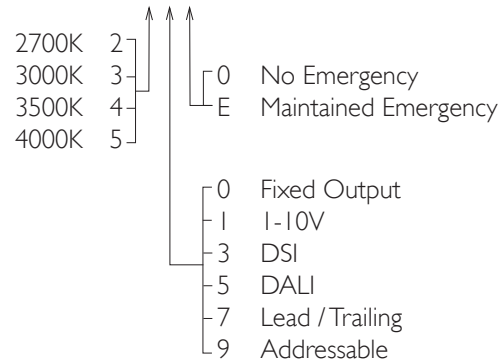 2700K 2
3000K 3
3500K 4
4000K 5
0 No Emergency
E Maintained Emergency
0 Fixed Output
1 1-10V
3 DSI
5 DALI
7 Lead / Trailing
9 Addressable